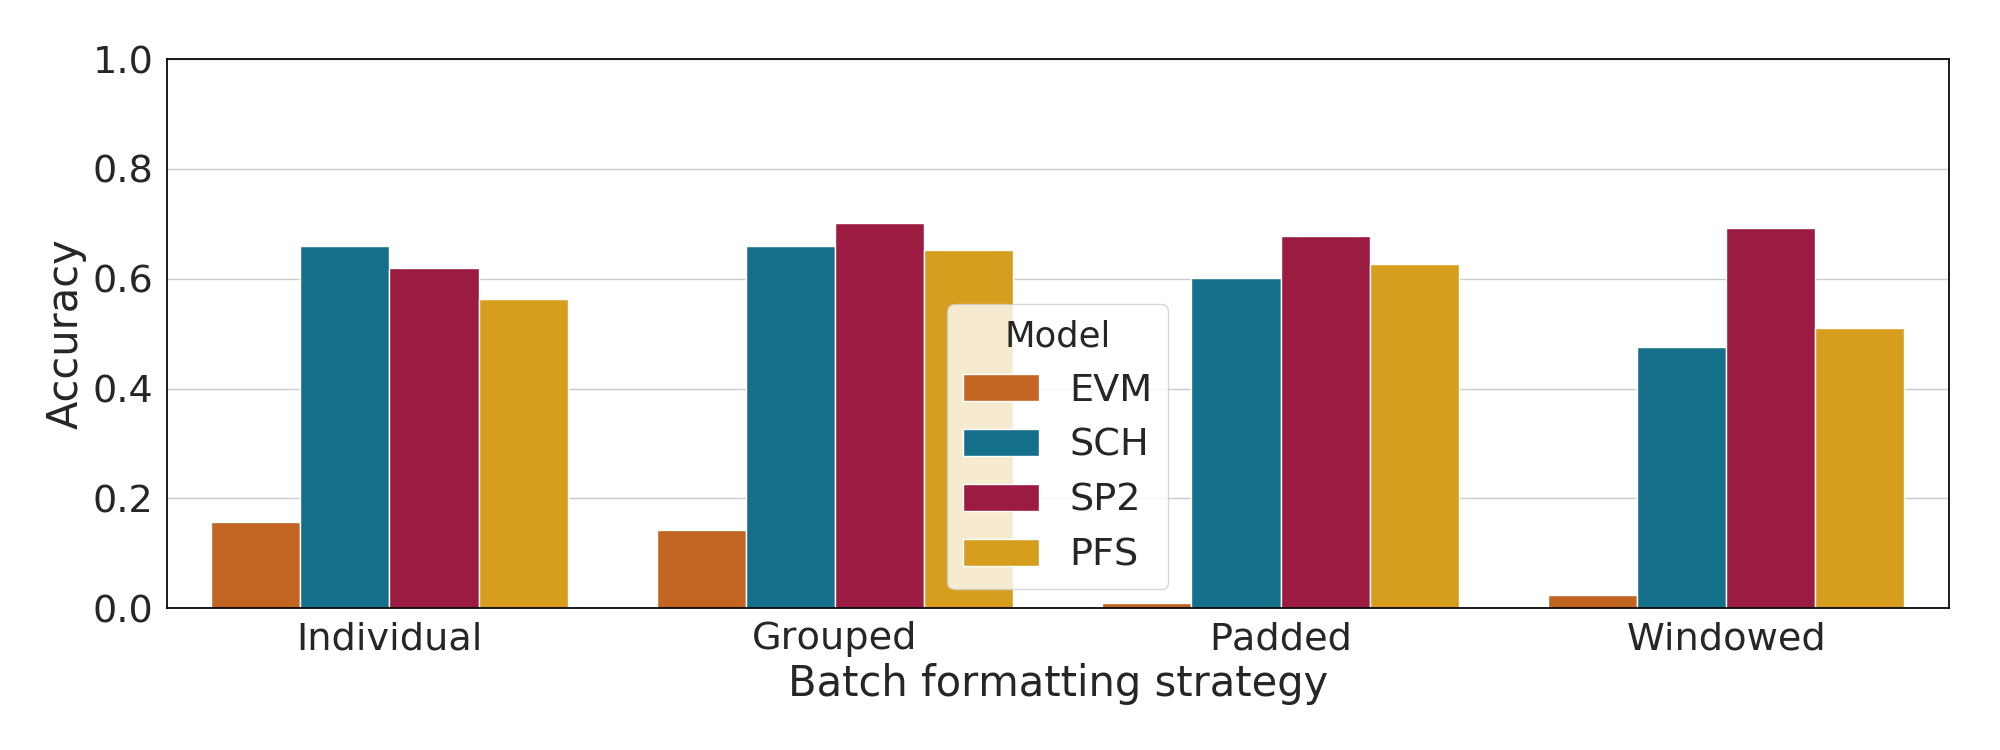 1.0
0.8
0.6
0.4
0.2
0.0
Accuracy
Model
EVM
SCH
SP2
PFS
Individual
Grouped
Padded
Windowed
Batch formatting strategy